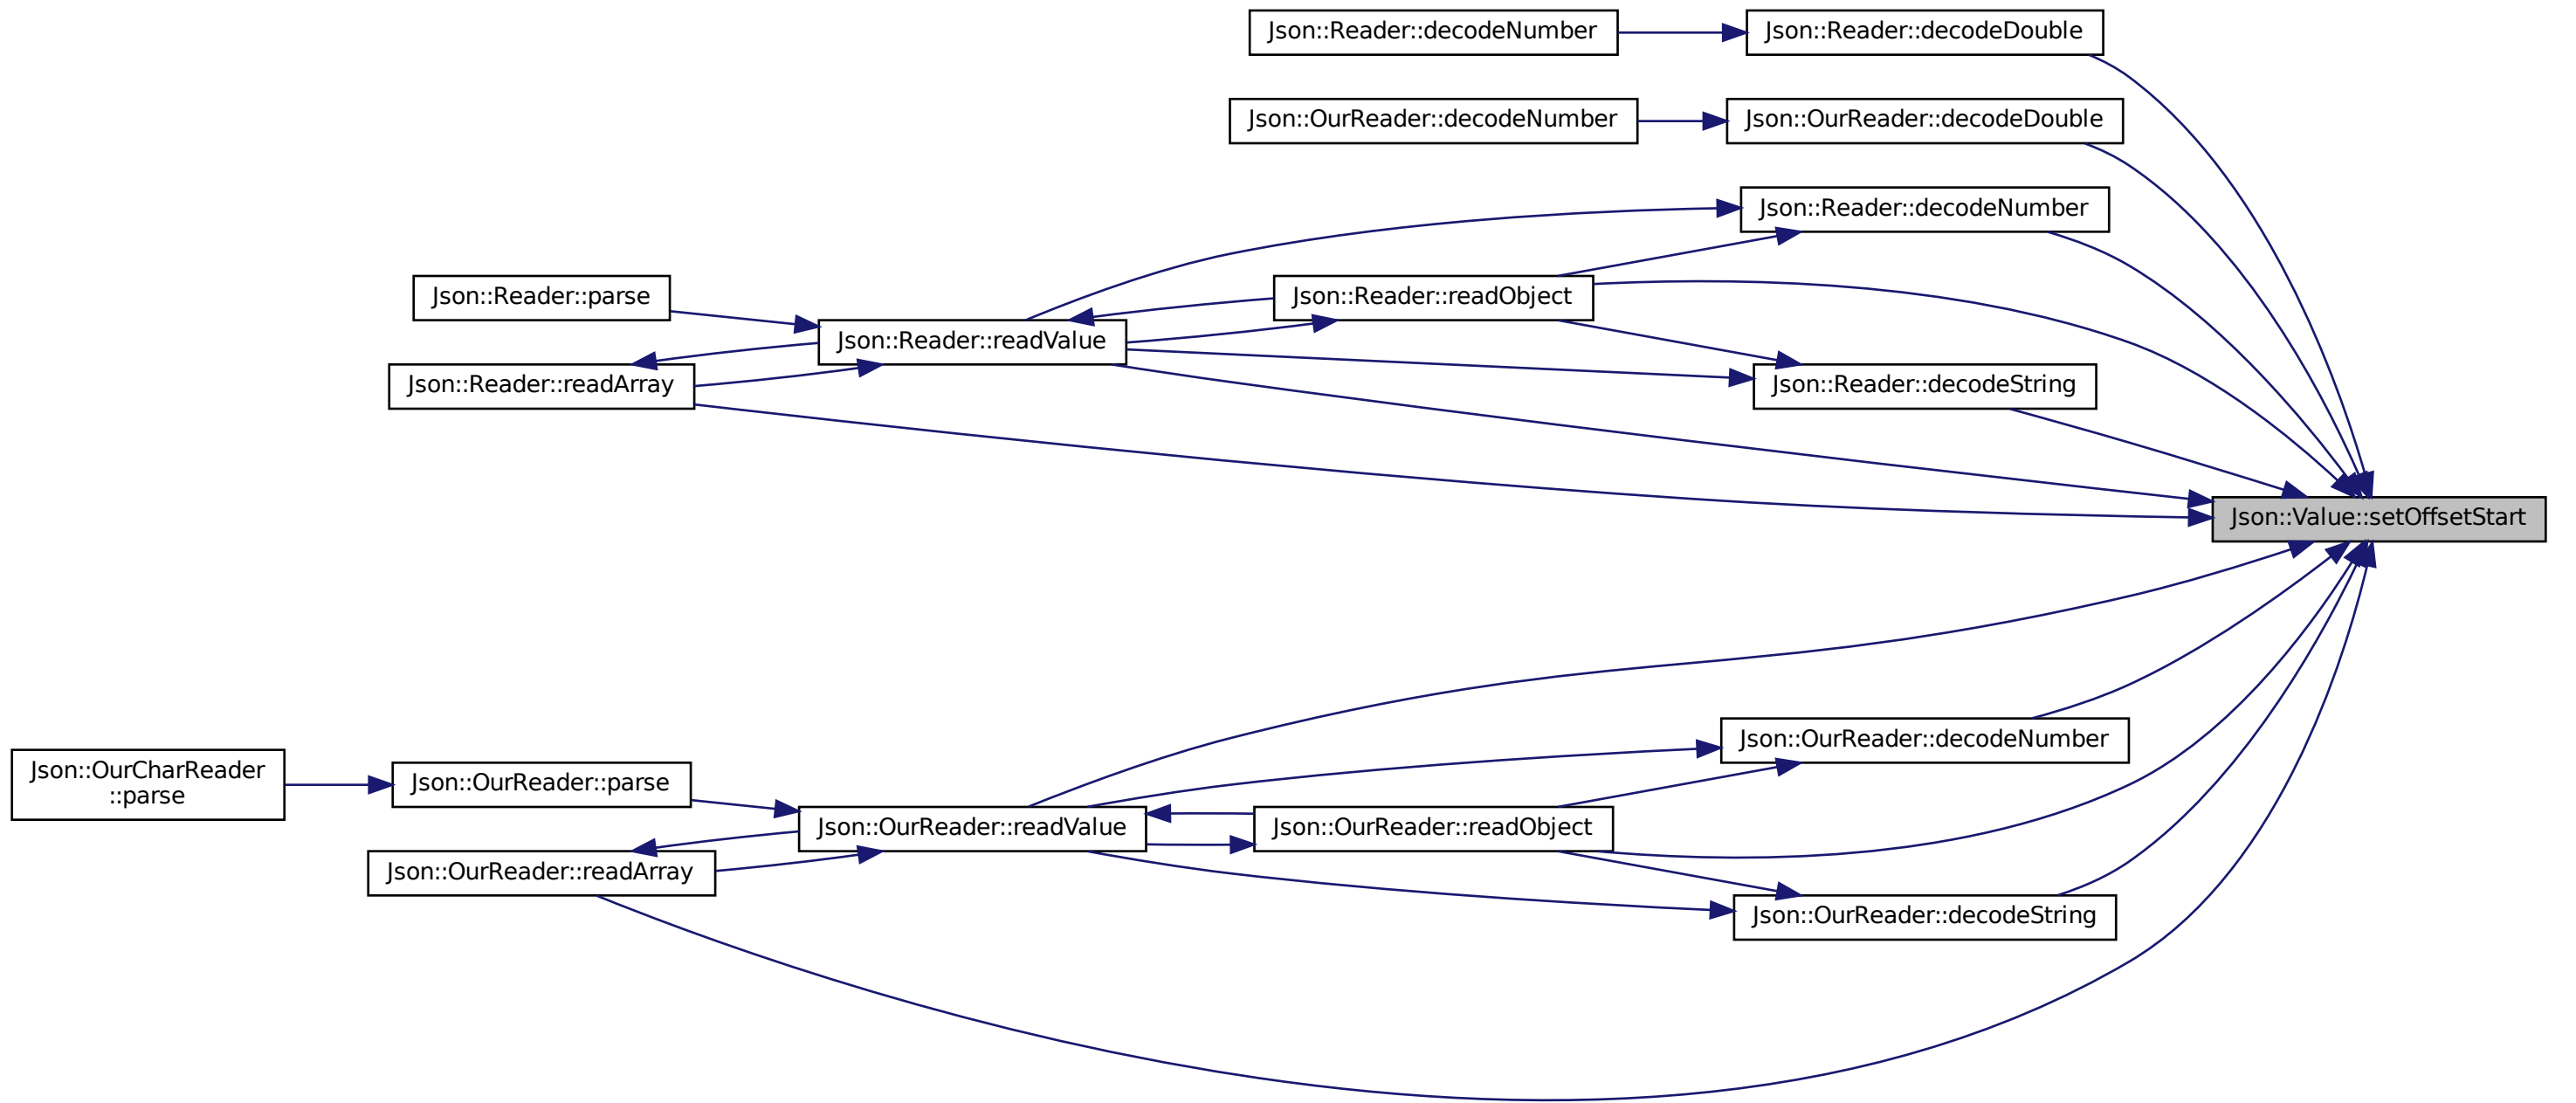 Json::Reader::decodeNumber
Json::Reader::decodeDouble
Json::OurReader::decodeNumber
Json::OurReader::decodeDouble
Json::Reader::decodeNumber
Json::Reader::parse
Json::Reader::readObject
Json::Reader::readValue
Json::Reader::readArray
Json::Reader::decodeString
Json::Value::setOffsetStart
Json::OurReader::decodeNumber
Json::OurCharReader
::parse
Json::OurReader::parse
Json::OurReader::readValue
Json::OurReader::readObject
Json::OurReader::readArray
Json::OurReader::decodeString